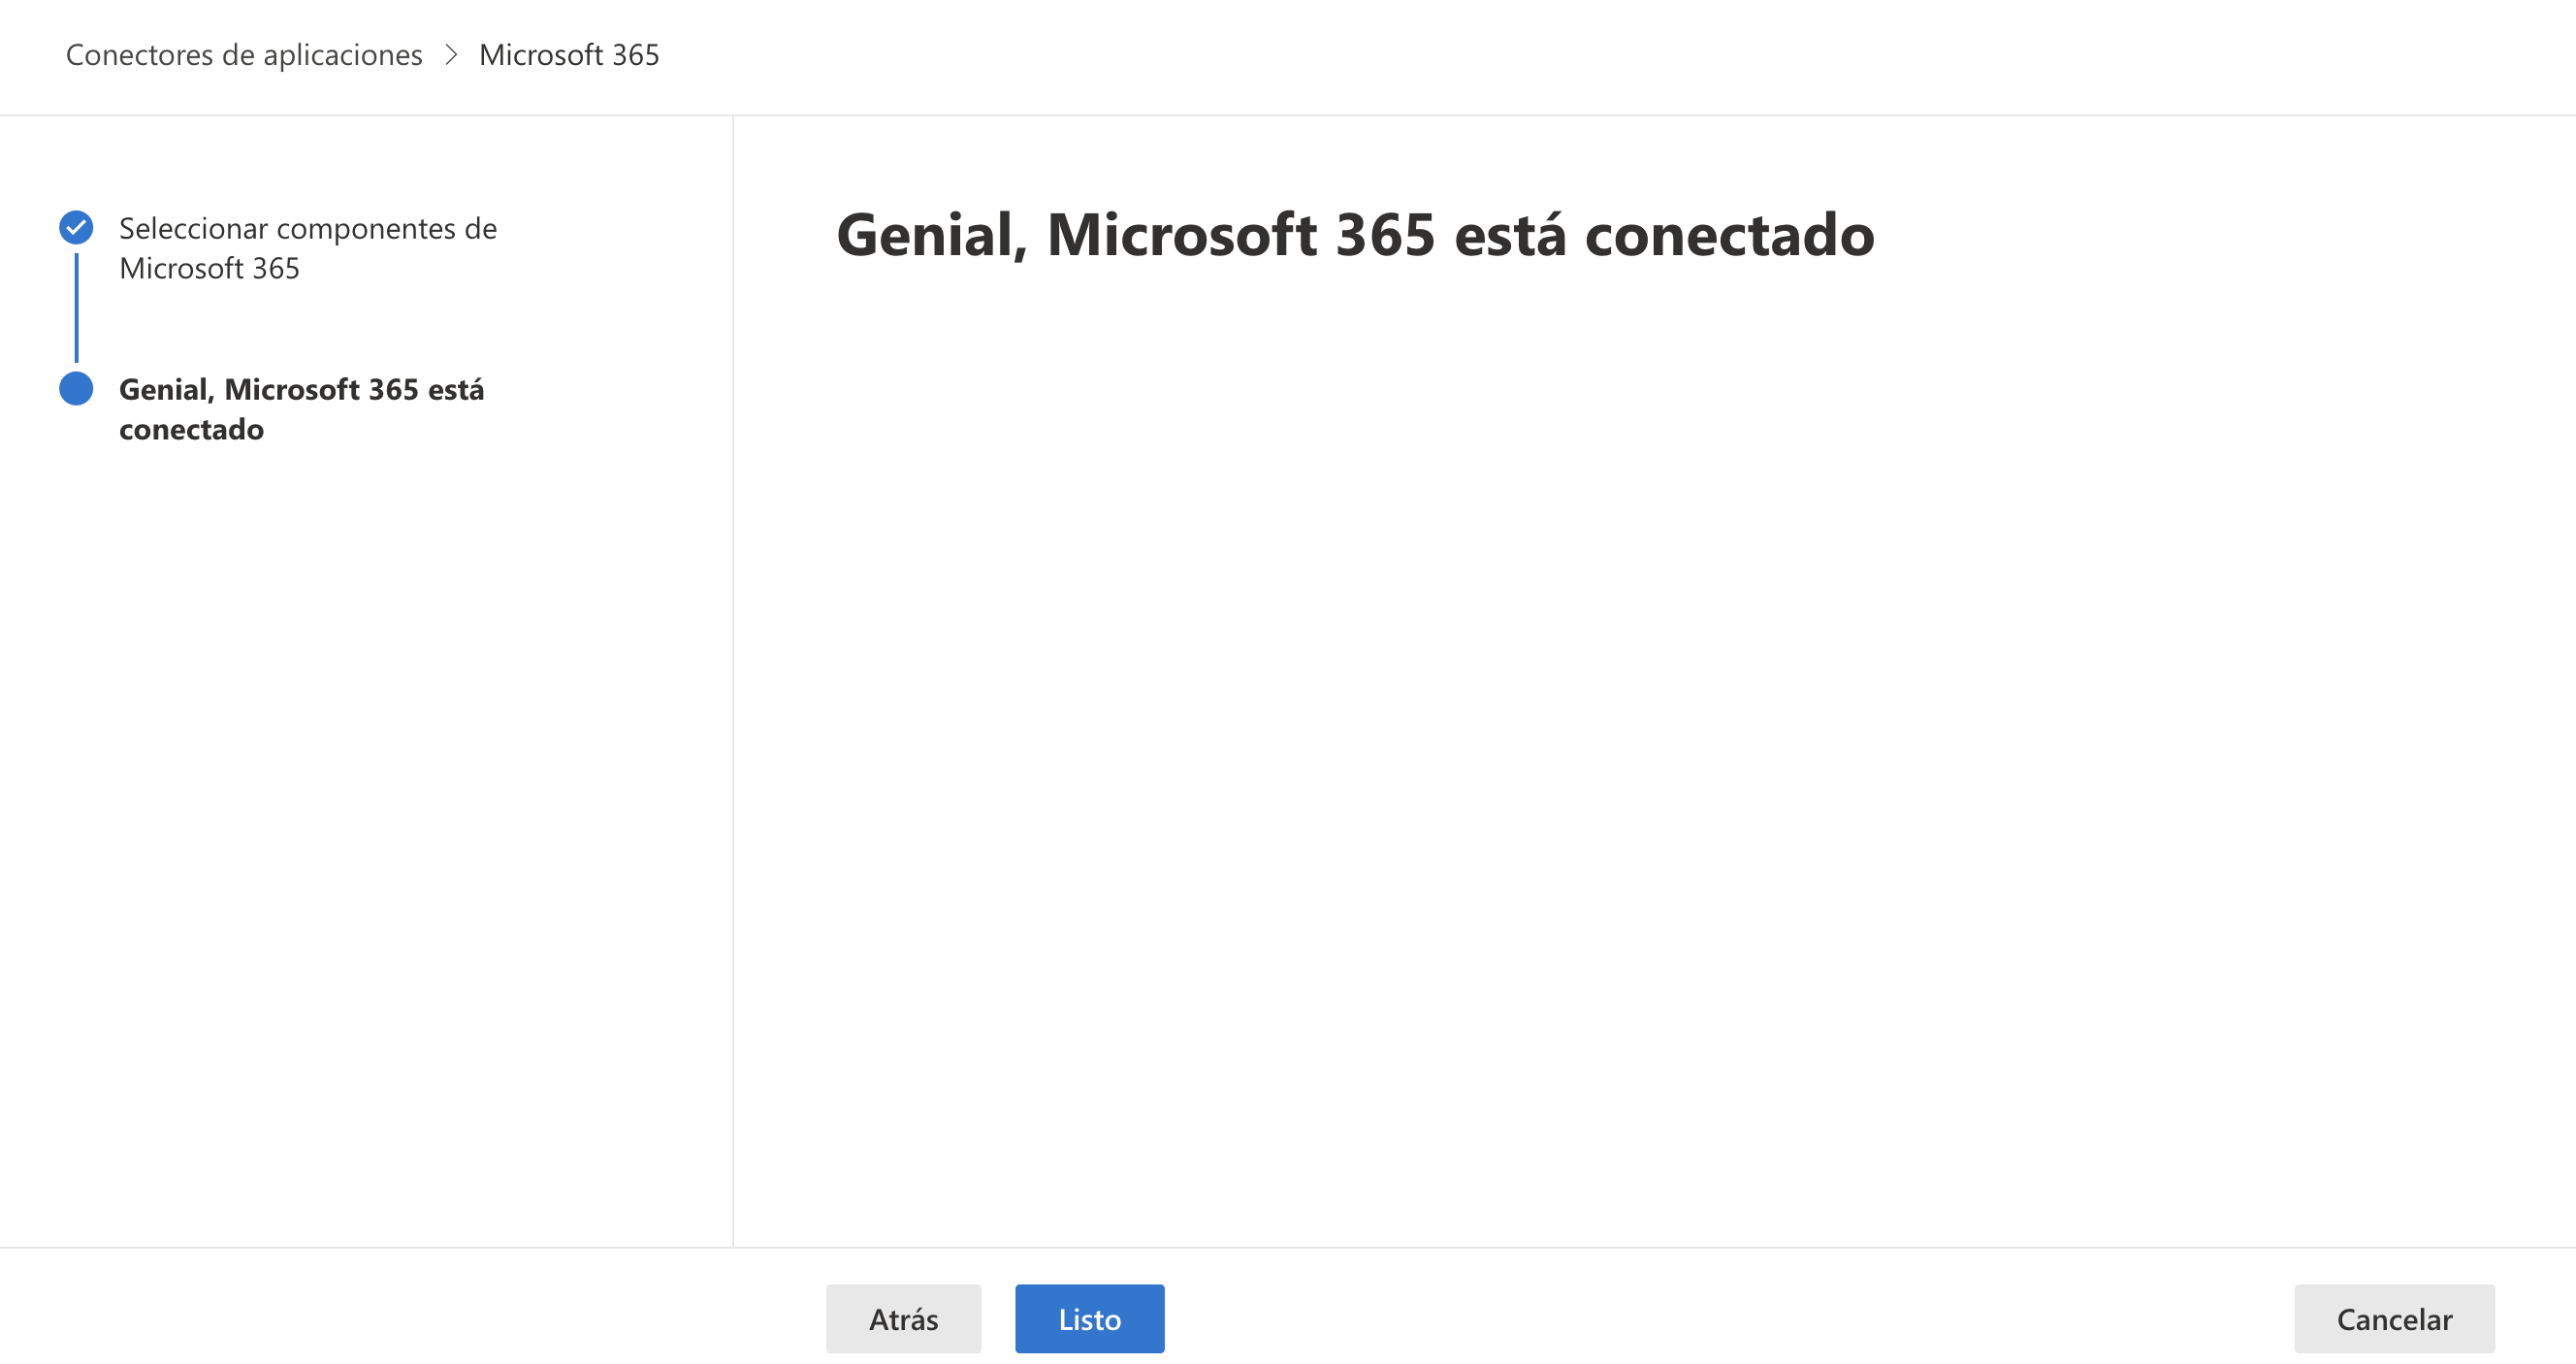 Conectores de aplicaciones > Microsoft 365
Seleccionar componentes de
Microsoft 365
Genial, Microsoft 365 está
conectado
Genial, Microsoft 365 está conectado
Atrás
Listo
Cancelar